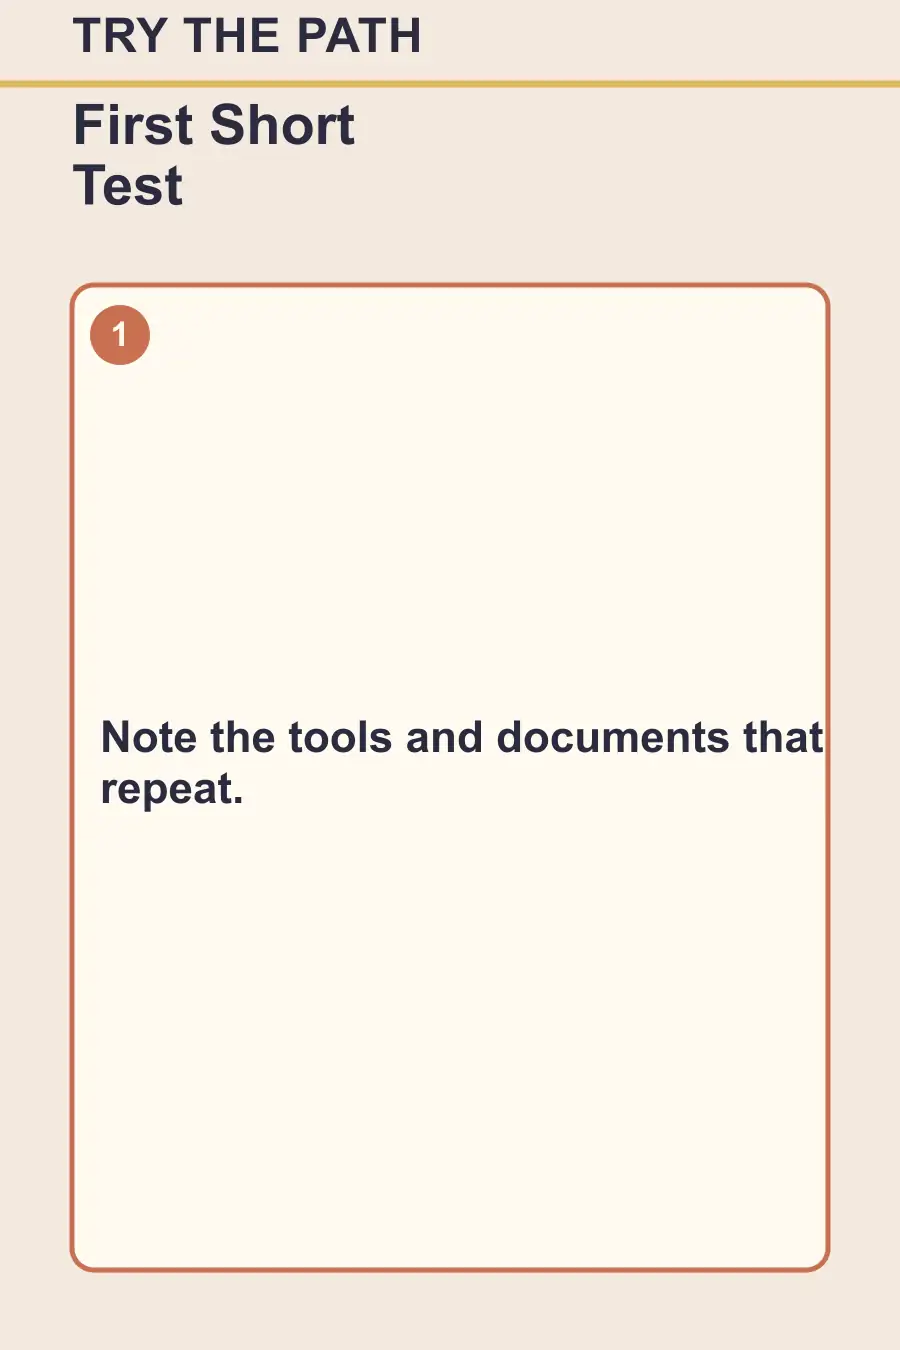 TRY THE PATH
First Short
Test
1
Note the tools and documents that
repeat.